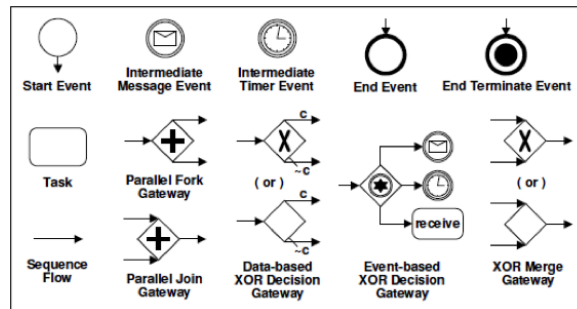 Start Event
Intermediate
Message Event
Intermediate
Timer Event
End Event
End Terminate Event
Task
Parallel Fork
Gateway
C
X
~C
( or )
C
~C
receive
X
( or )
Sequence
Flow
Parallel Join
Gateway
Data-based
XOR Decision
Gateway
Event-based
XOR Decision
Gateway
XOR Merge
Gateway